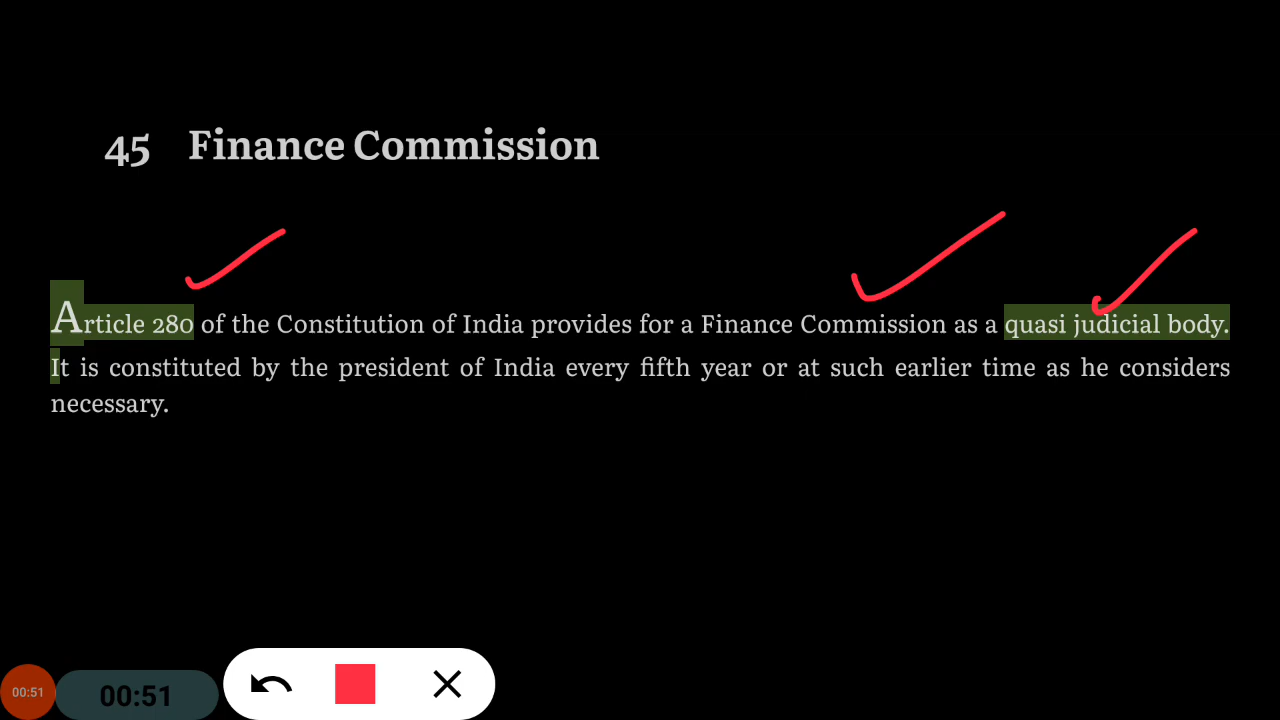 45 Finance Commission
Article 280 of the Constitution of India provides for a Finance Commission as a quasi judicial body.
It is constituted by the president of India every fifth year or at such earlier time as he considers
necessary.
00:51
00:51